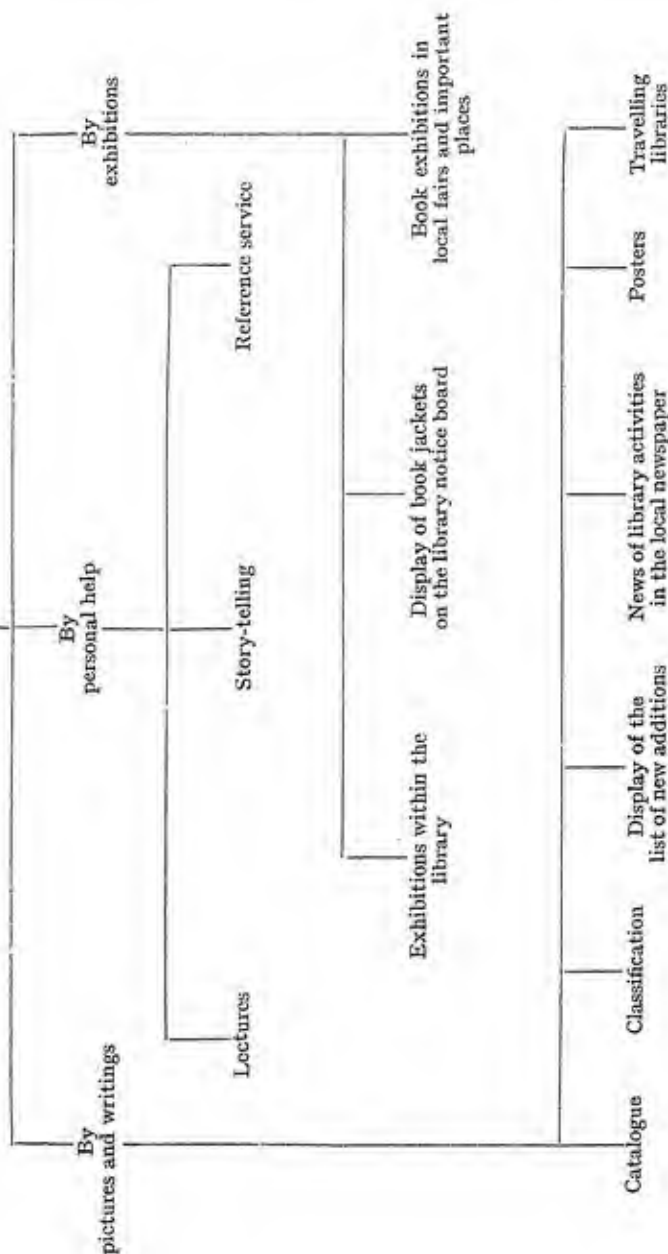 By
pictures and writings
By
personal help
By
exhibitions
Lectures
Story-telling
Reference service
Exhibitions within the
library
Display of book jackets
on the library notice board
Book exhibitions in
local fairs and important
places
Catalogue
Classification
Display of the
list of new additions
News of library activities
in the local newspaper
Posters
Travelling
libraries